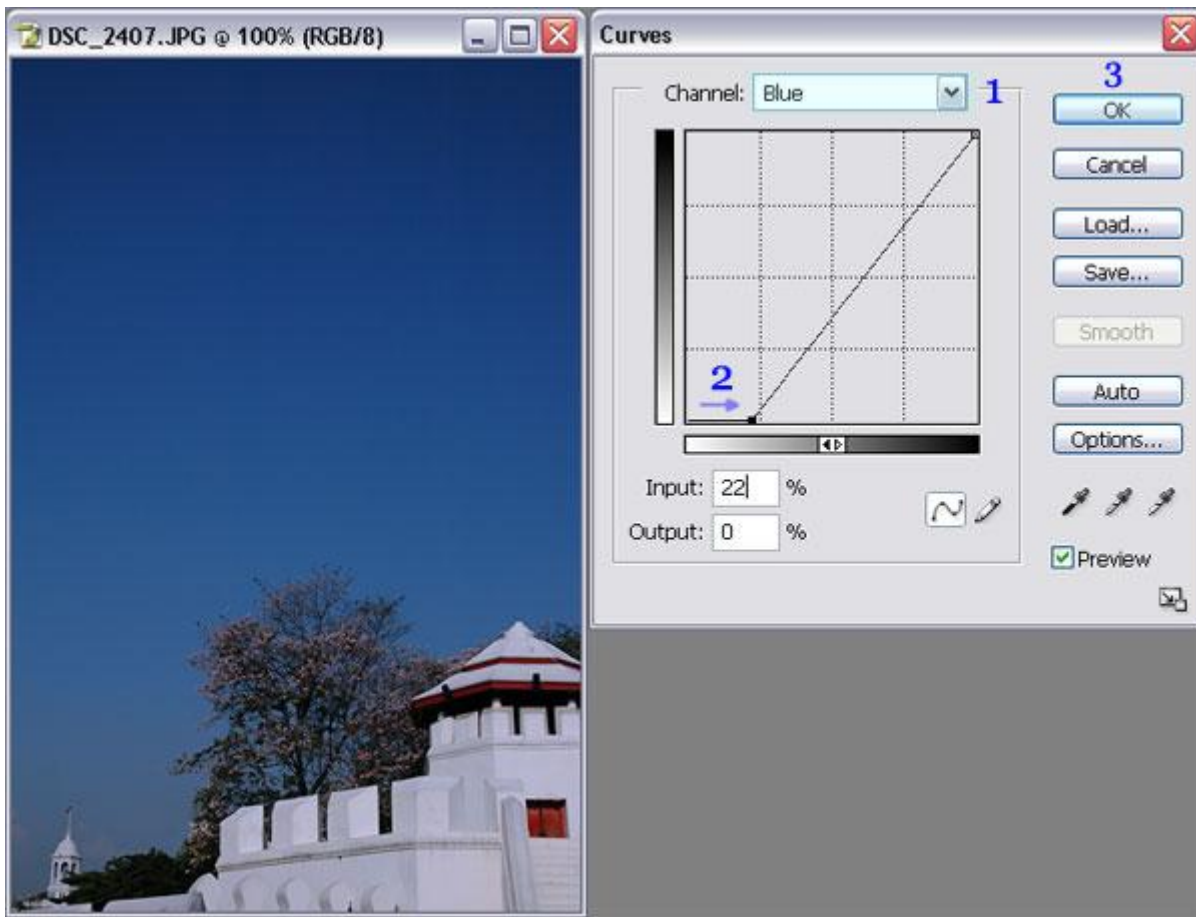 DSC_2407.JPG @ 100% (RGB/8)
Curves
Channel: Blue
1
3
OK
Cancel
Load...
Save...
Smooth
Auto
Options...
2
Input: 22 %
Output: 0 %
Preview